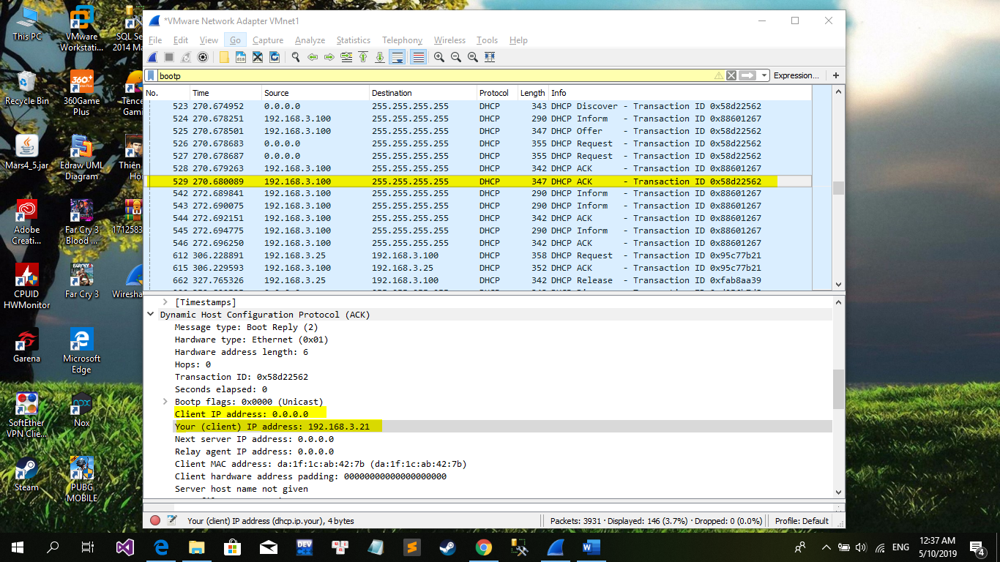 This PC
VMware Workstati...
SQL Se... 2014 Ma...
Recycle Bin
360Game Plus
Tence... Gami...
Mars4_5.jar
Edraw UML Diagram
Thiên Hồ
Adobe Creati...
Far Cry 3 Blood ...
1712583
CPUID HWMonitor
Far Cry 3
Wiresha
Garena
Microsoft Edge
SoftEther VPN Clie...
Nox
Steam
PUBG MOBILE
*VMware Network Adapter VMnet1
File Edit View Go Capture Analyze Statistics Telephony Wireless Tools Help
bootp Expression... +
No. Time Source Destination Protocol Length Info
523 270.674952 0.0.0.0 255.255.255.255 DHCP 343 DHCP Discover - Transaction ID 0x58d22562
524 270.678251 192.168.3.100 255.255.255.255 DHCP 290 DHCP Inform - Transaction ID 0x88601267
525 270.678501 192.168.3.100 255.255.255.255 DHCP 347 DHCP Offer - Transaction ID 0x58d22562
526 270.678683 0.0.0.0 255.255.255.255 DHCP 355 DHCP Request - Transaction ID 0x58d22562
527 270.678687 0.0.0.0 255.255.255.255 DHCP 355 DHCP Request - Transaction ID 0x58d22562
528 270.679263 192.168.3.100 255.255.255.255 DHCP 342 DHCP ACK - Transaction ID 0x88601267
529 270.680089 192.168.3.100 255.255.255.255 DHCP 347 DHCP ACK - Transaction ID 0x58d22562
542 272.689841 192.168.3.100 255.255.255.255 DHCP 290 DHCP Inform - Transaction ID 0x88601267
543 272.690075 192.168.3.100 255.255.255.255 DHCP 290 DHCP Inform - Transaction ID 0x88601267
544 272.692151 192.168.3.100 255.255.255.255 DHCP 342 DHCP ACK - Transaction ID 0x88601267
545 272.694775 192.168.3.100 255.255.255.255 DHCP 290 DHCP Inform - Transaction ID 0x88601267
546 272.696250 192.168.3.100 255.255.255.255 DHCP 342 DHCP ACK - Transaction ID 0x88601267
612 306.228891 192.168.3.25 192.168.3.100 DHCP 358 DHCP Request - Transaction ID 0x95c77b21
615 306.229593 192.168.3.100 192.168.3.25 DHCP 352 DHCP ACK - Transaction ID 0x95c77b21
662 327.765326 192.168.3.25 192.168.3.100 DHCP 342 DHCP Release - Transaction ID 0xfab8aa39
[Timestamps]
Dynamic Host Configuration Protocol (ACK)
Message type: Boot Reply (2)
Hardware type: Ethernet (0x01)
Hardware address length: 6
Hops: 0
Transaction ID: 0x58d22562
Seconds elapsed: 0
Bootp flags: 0x0000 (Unicast)
Client IP address: 0.0.0.0
Your (client) IP address: 192.168.3.21
Next server IP address: 0.0.0.0
Relay agent IP address: 0.0.0.0
Client MAC address: da:1f:1c:ab:42:7b (da:1f:1c:ab:42:7b)
Client hardware address padding: 00000000000000000000
Server host name not given
Your (client) IP address (dhcp.ip.your), 4 bytes Packets: 3931 · Displayed: 146 (3.7%) · Dropped: 0 (0.0%) Profile: Default
ENG
12:37 AM
5/10/2019
4